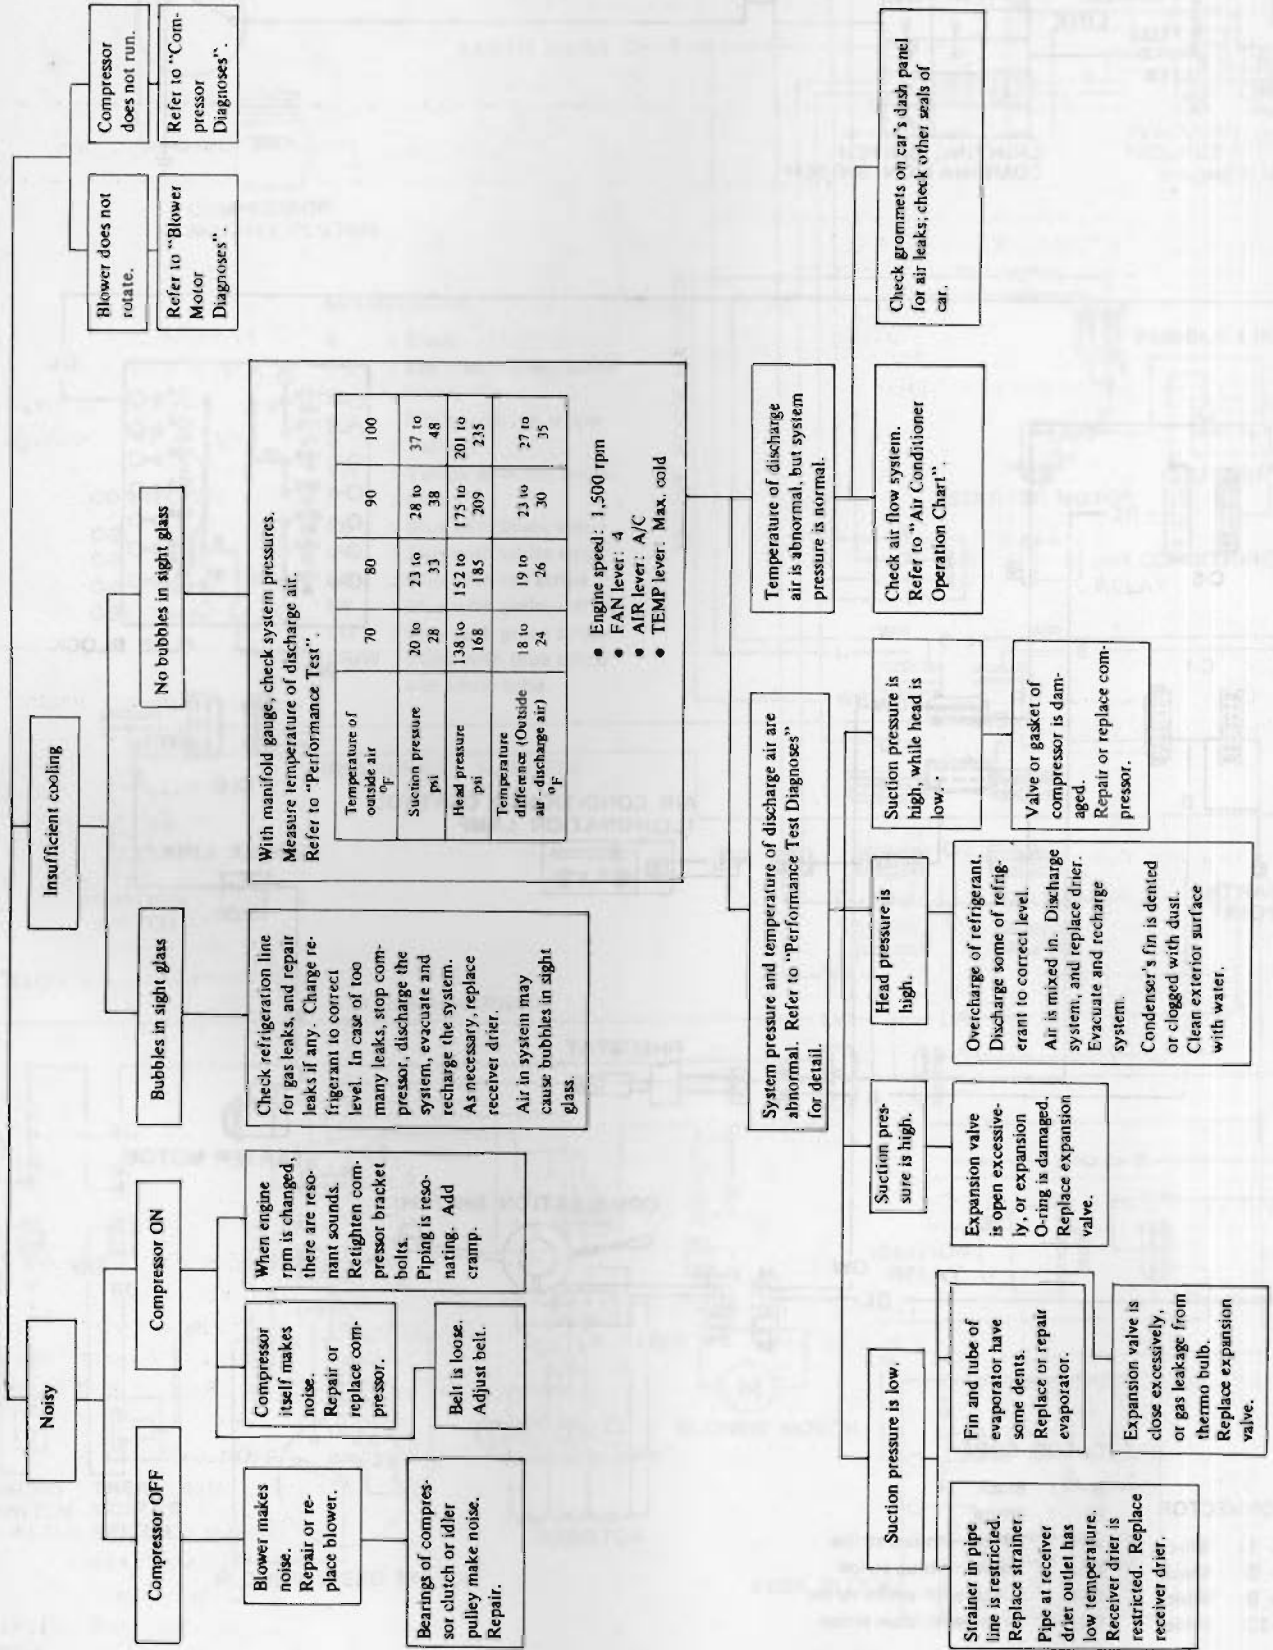 Noisy
Compressor OFF
Blower makes
noise.
Repair or re-
place blower.
Bearings of compres-
sor clutch or idler
pulley make noise.
Repair.
Compressor ON
Compressor
itself makes
noise.
Repair or
replace com-
pressor.
Belt is loose.
Adjust belt.
When engine
rpm is changed,
there are reso-
nant sounds.
Retighten com-
pressor bracket
bolts.
Piping is reso-
nating. Add
cramp.
Insufficient cooling
Bubbles in sight glass
Check refrigeration line
for gas leaks, and repair
leaks if any. Charge re-
frigerant to correct
level. In case of too
many leaks, stop com-
pressor, discharge the
system, evacuate and
recharge the system.
As necessary, replace
receiver drier.
Air in system may
cause bubbles in sight
glass.
No bubbles in sight glass
With manifold gauge, check system pressures.
Measure temperature of discharge air.
Refer to "Performance Test".
Temperature of
outside air
°F
70
80
90
100
Suction pressure
psi
20 to
28
23 to
33
28 to
38
37 to
48
Head pressure
psi
138 to
168
152 to
185
175 to
209
201 to
235
Temperature
difference (Outside
air - discharge air)
°F
18 to
24
19 to
26
23 to
30
27 to
35
● Engine speed: 1,500 rpm
● FAN lever: 4
● AIR lever: A/C
● TEMP lever: Max. cold
Blower does not
rotate.
Refer to "Blower
Motor
Diagnoses".
Compressor
does not run.
Refer to "Com-
pressor
Diagnoses".
System pressure and temperature of discharge air are
abnormal. Refer to "Performance Test Diagnoses"
for detail.
Suction pressure is low.
Strainer in pipe
line is restricted.
Replace strainer.
Pipe at receiver
drier outlet has
low temperature.
Receiver drier is
restricted. Replace
receiver drier.
Fin and tube of
evaporator have
some dents.
Replace or repair
evaporator.
Expansion valve is
close excessively,
or gas leakage from
thermo bulb.
Replace expansion
valve.
Suction pres-
sure is high.
Expansion valve
is open excessive-
ly, or expansion
O-ring is damaged.
Replace expansion
valve.
Head pressure is
high.
Overcharge of refrigerant.
Discharge some of refrig-
erant to correct level.
Air is mixed in. Discharge
system, and replace drier.
Evacuate and recharge
system.
Condenser's fin is dented
or clogged with dust.
Clean exterior surface
with water.
Suction pressure is
high, while head is
low.
Valve or gasket of
compressor is dam-
aged.
Repair or replace com-
pressor.
Temperature of discharge
air is abnormal, but system
pressure is normal.
Check air flow system.
Refer to "Air Conditioner
Operation Chart".
Check grommets on car's dash panel
for air leaks; check other seals of
car.